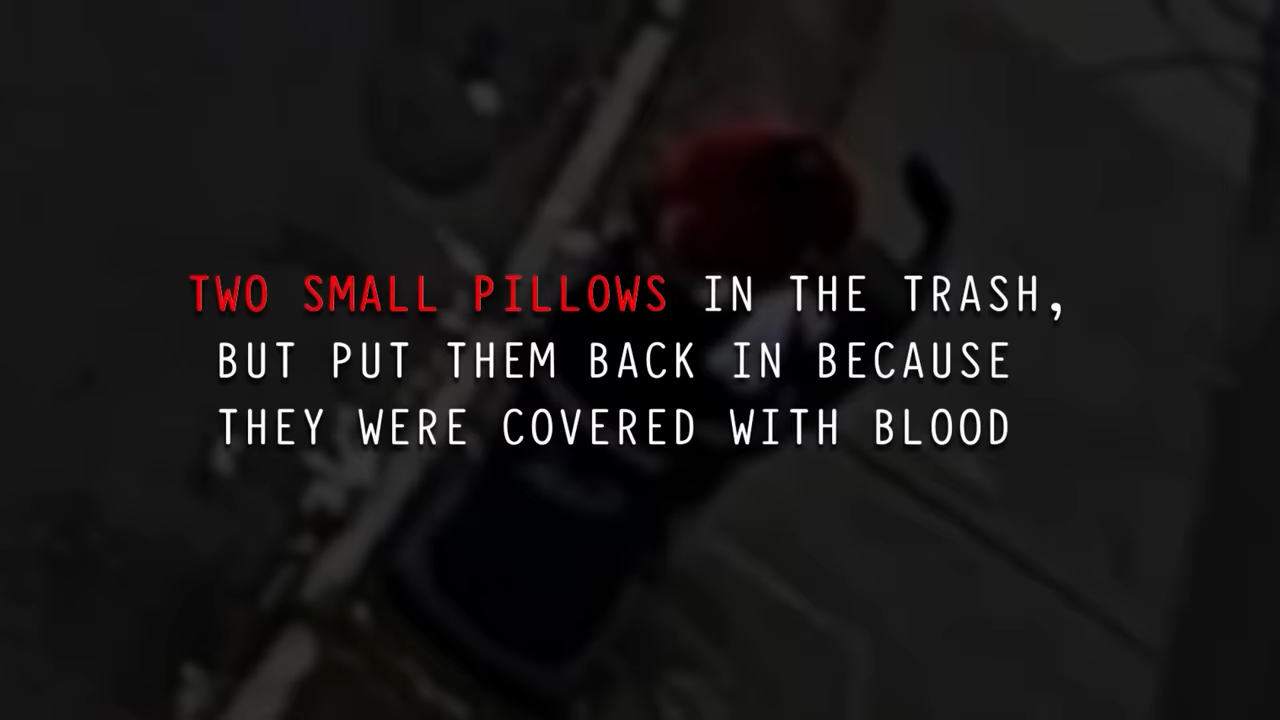 TWO SMALL PILLOWS IN THE TRASH,
BUT PUT THEM BACK IN BECAUSE
THEY WERE COVERED WITH BLOOD